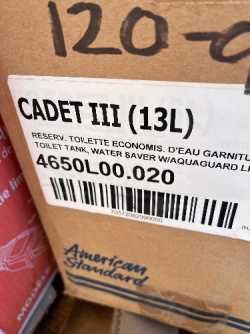 120-9
CADET III (13L)
RESERV. TOILETTE ECONOMIS. D'EAU GARNITU
TOILET TANK, WATER SAVER W/AQUAGUARD LI
4650L00.020
American
Standard